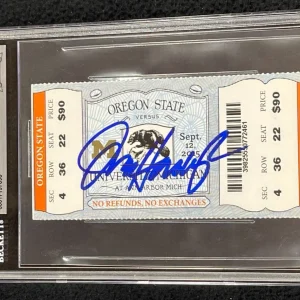 OREGON STATE
SEC ROW SEAT PRICE
4 36 22 $90
OREGON STATE
VERSUS
Sept.
12,
UNIVERSITY OF MICHIGAN
AT ANN ARBOR MICH
NO REFUNDS, NO EXCHANGES
SEC ROW SEAT PRICE
4 36 22 $90
BECKETT